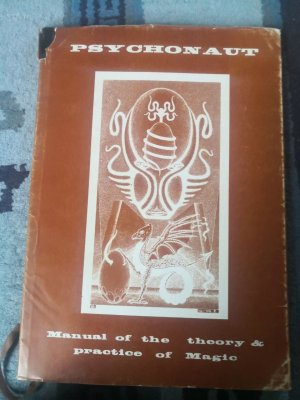 PSYCHONAUT
Manual of the theory &
practice of Magic